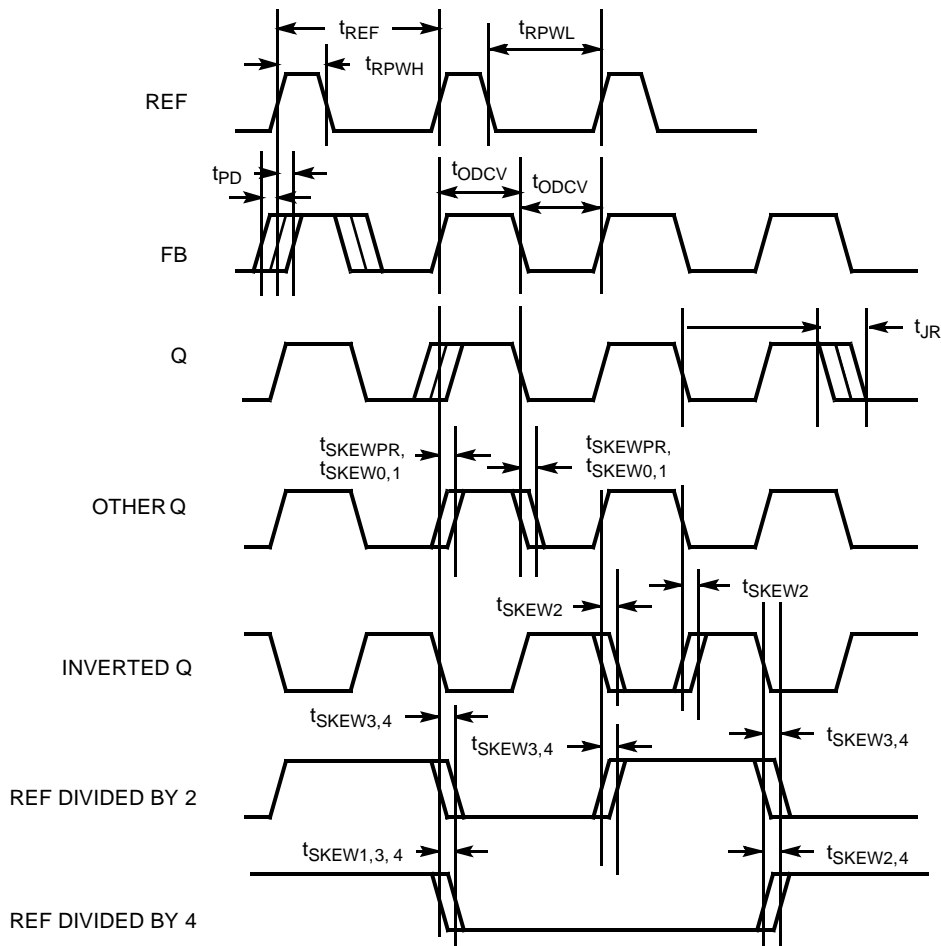 tREF
tRPWL
tRPWH
REF
tPD
tODCV
tODCV
FB
tJR
Q
tSKEWPR,
tSKEW0,1
tSKEWPR,
tSKEW0,1
OTHER Q
tSKEW2
tSKEW2
INVERTED Q
tSKEW3,4
tSKEW3,4
tSKEW3,4
REF DIVIDED BY 2
tSKEW1,3, 4
tSKEW2,4
REF DIVIDED BY 4